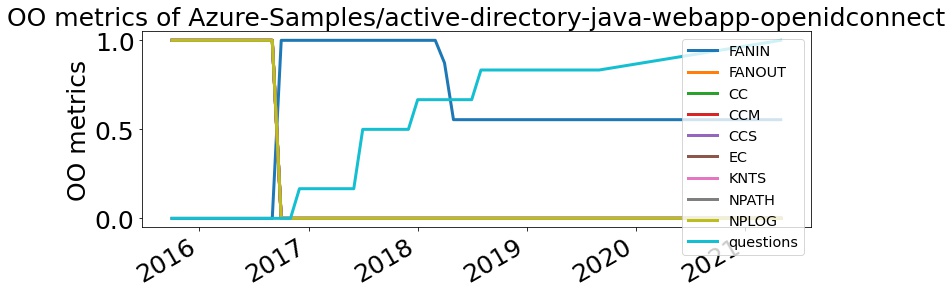 OO metrics of Azure-Samples/active-directory-java-webapp-openidconnect
OO metrics
1.0
0.5
0.0
2016
2017
2018
2019
2020
2021
FANIN
FANOUT
CC
CCM
CCS
EC
KNTS
NPATH
NPLOG
questions